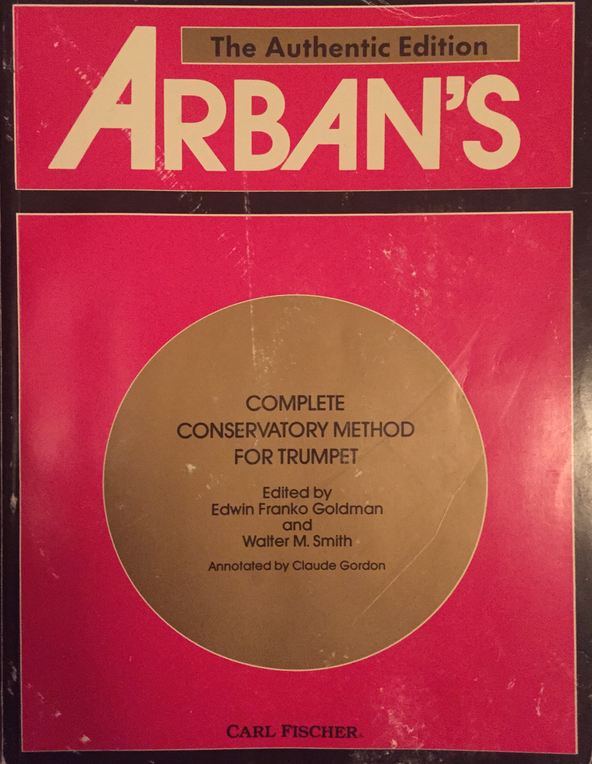 The Authentic Edition
ARBAN'S
COMPLETE
CONSERVATORY METHOD
FOR TRUMPET
Edited by
Edwin Franko Goldman
and
Walter M. Smith
Annotated by Claude Gordon
CARL FISCHER.